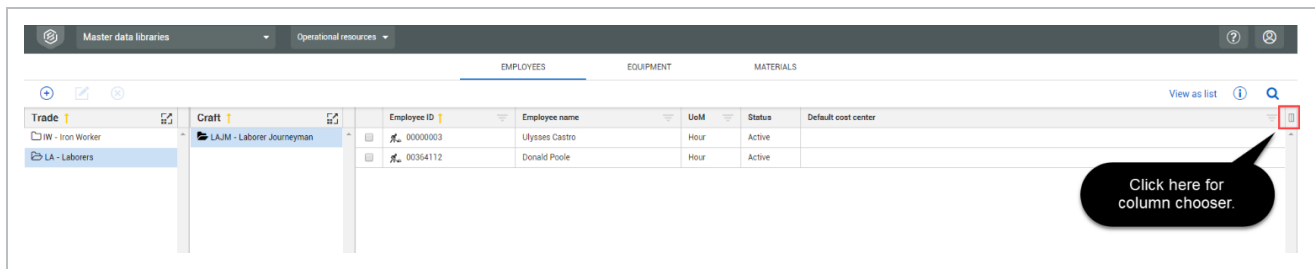 Master data libraries
Operational resources
EMPLOYEES EQUIPMENT MATERIALS
View as list
Trade Craft Employee ID Employee name UoM Status Default cost center
IW - Iron Worker LAJM - Laborer Journeyman 00000003 Ulysses Castro Hour Active
LA - Laborers 00364112 Donald Poole Hour Active
Click here for
column chooser.